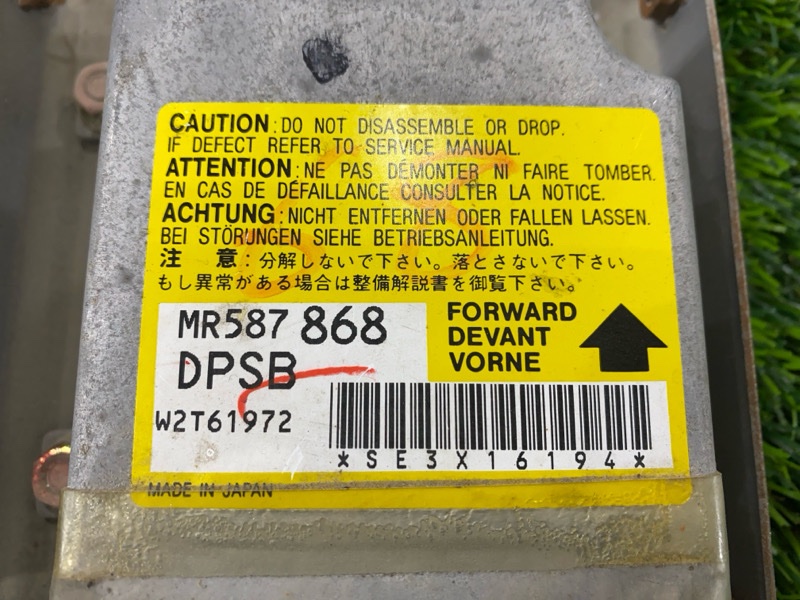 CAUTION : DO NOT DISASSEMBLE OR DROP.
IF DEFECT REFER TO SERVICE MANUAL.
ATTENTION : NE PAS DÉMONTER NI FAIRE TOMBER.
EN CAS DE DÉFAILLANCE CONSULTER LA NOTICE.
ACHTUNG : NICHT ENTFERNEN ODER FALLEN LASSEN.
BEI STÖRUNGEN SIEHE BETRIEBSANLEITUNG.
注 意 : 分解しないで下さい。落とさないで下さい。
もし異常がある場合は整備解説書を御覧下さい。
MR587 868
DPSB
W2T61972
FORWARD
DEVANT
VORNE
*SE3X16194*
MADE IN JAPAN